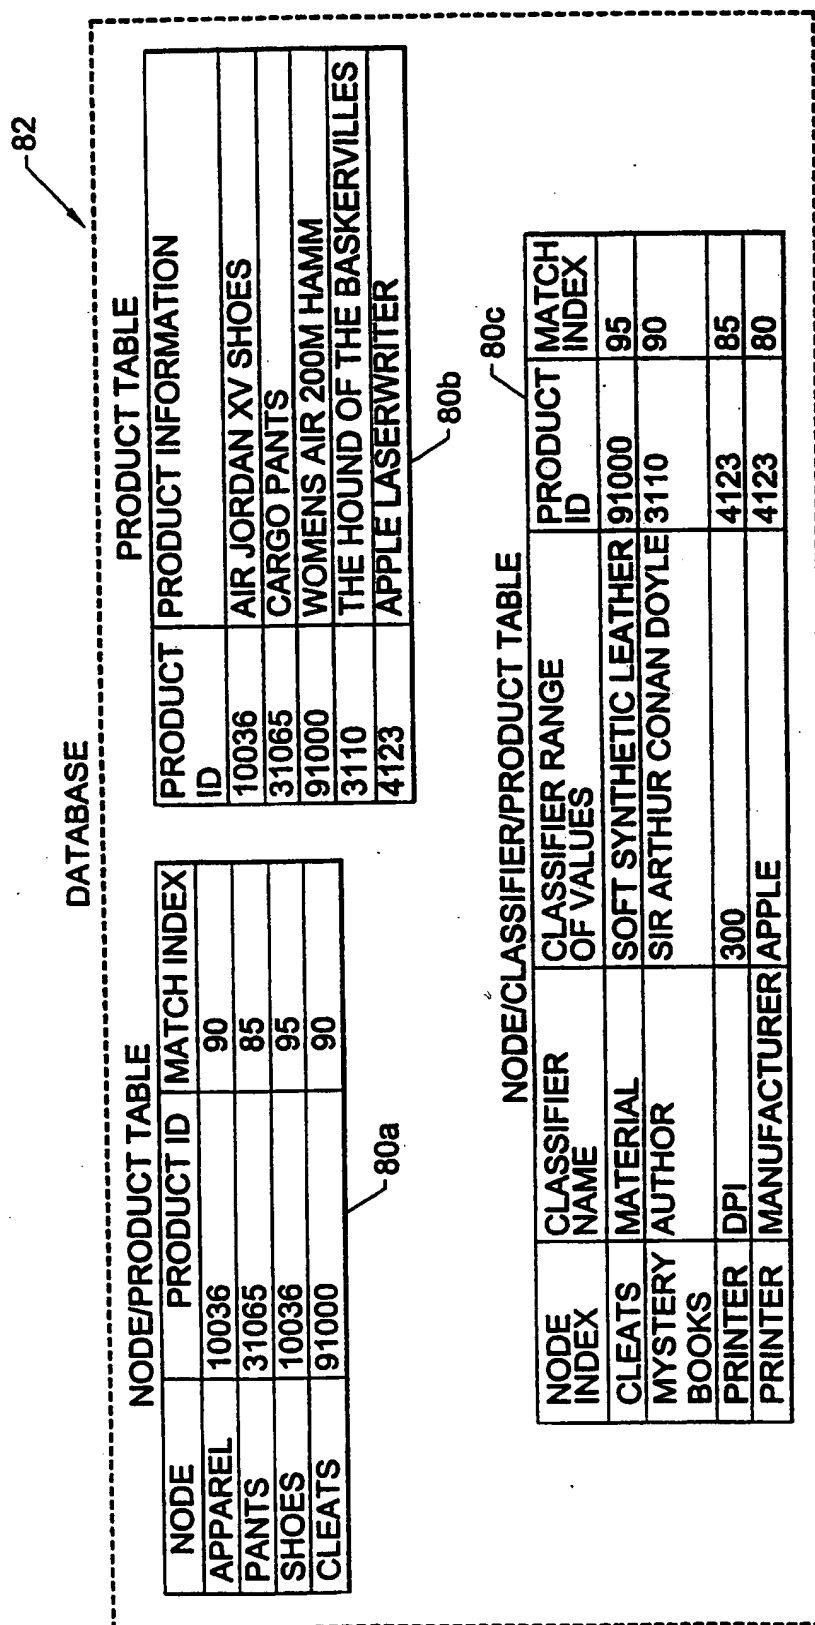 82
DATABASE
NODE/PRODUCT TABLE
NODE PRODUCT ID MATCH INDEX
APPAREL 10036 90
PANTS 31065 85
SHOES 10036 95
CLEATS 91000 90
80a
PRODUCT TABLE
PRODUCT PRODUCT INFORMATION
ID
10036 AIR JORDAN XV SHOES
31065 CARGO PANTS
91000 WOMENS AIR 200M HAMM
3110 THE HOUND OF THE BASKERVILLES
4123 APPLE LASERWRITER
80b
NODE/CLASSIFIER/PRODUCT TABLE
80c
NODE CLASSIFIER CLASSIFIER RANGE PRODUCT MATCH
INDEX NAME OF VALUES ID INDEX
CLEATS MATERIAL SOFT SYNTHETIC LEATHER 91000 95
MYSTERY AUTHOR SIR ARTHUR CONAN DOYLE 3110 90
BOOKS
PRINTER DPI 300 4123 85
PRINTER MANUFACTURER APPLE 4123 80